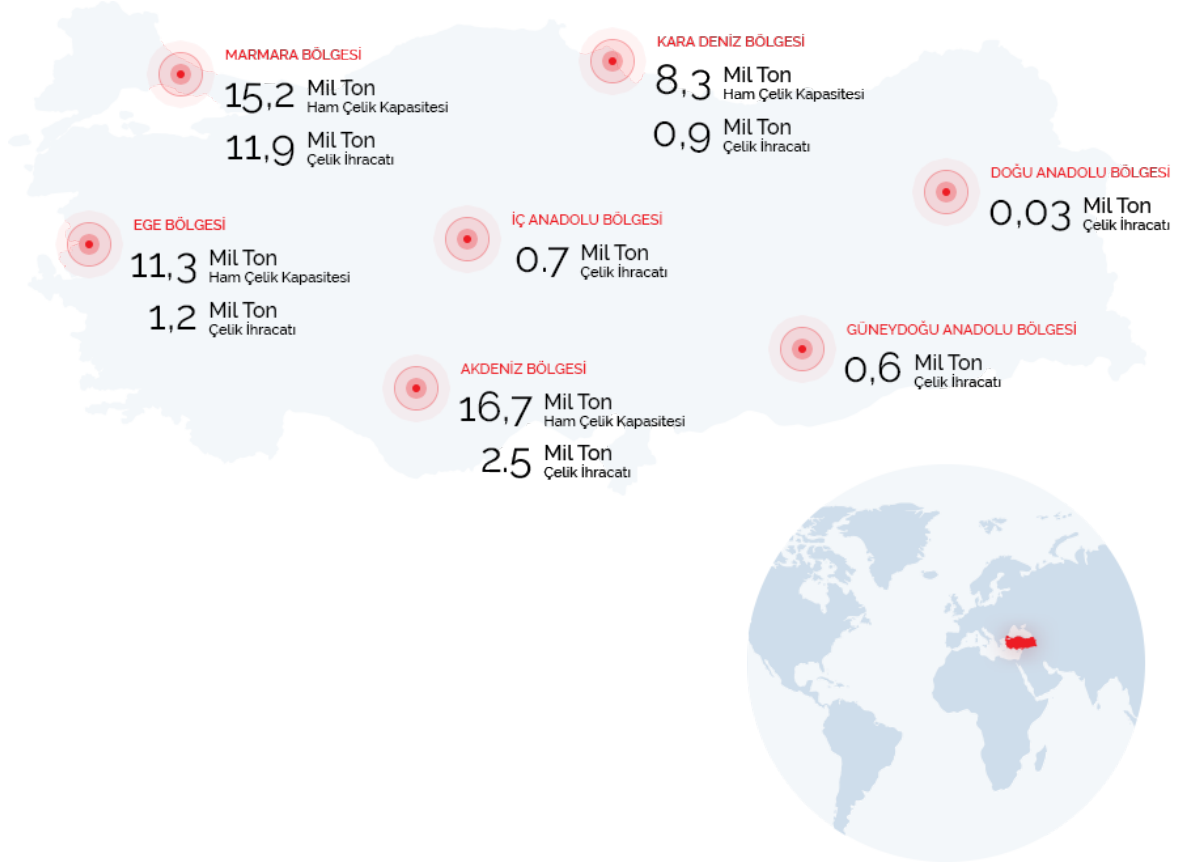 MARMARA BÖLGESİ
15,2 Mil Ton
Ham Çelik Kapasitesi
11,9 Mil Ton
Çelik İhracatı
KARA DENİZ BÖLGESİ
8,3 Mil Ton
Ham Çelik Kapasitesi
0,9 Mil Ton
Çelik İhracatı
DOĞU ANADOLU BÖLGESİ
0,03 Mil Ton
Çelik İhracatı
EGE BÖLGESİ
11,3 Mil Ton
Ham Çelik Kapasitesi
1,2 Mil Ton
Çelik İhracatı
İÇ ANADOLU BÖLGESİ
0.7 Mil Ton
Çelik İhracatı
GÜNEYDOĞU ANADOLU BÖLGESİ
0,6 Mil Ton
Çelik İhracatı
AKDENİZ BÖLGESİ
16,7 Mil Ton
Ham Çelik Kapasitesi
2.5 Mil Ton
Çelik İhracatı